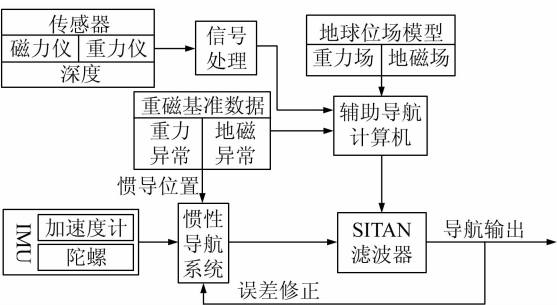 传感器
磁力仪 重力仪
深度
信号
处理
地球位场模型
重力场 地磁场
重磁基准数据
重力
异常
地磁
异常
辅助导航
计算机
惯导位置
IMU
加速度计
陀螺
惯性
导航
系统
SITAN
滤波器
导航输出
误差修正